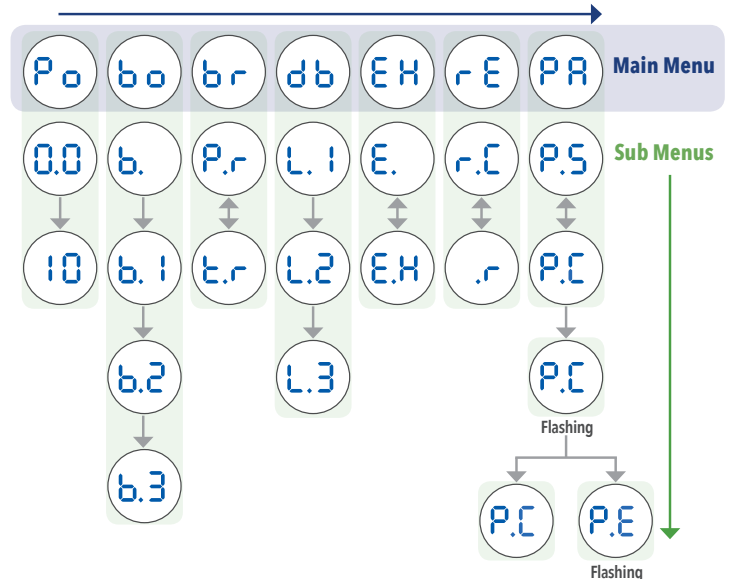 Po bo br db EH rE PA Main Menu
0.0 b. P.r L.1 E. r.C P.S Sub Menus
10 b.1 t.r L.2 E.H .r P.C
b.2 L.3 P.C
Flashing
b.3
P.C P.E
Flashing